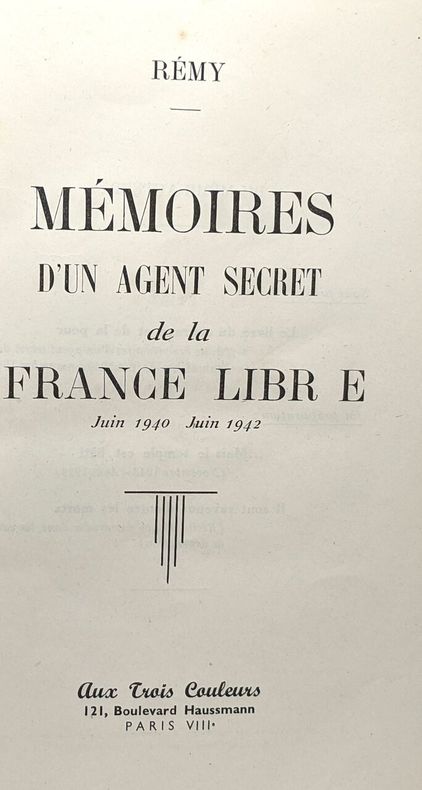 RÉMY
MÉMOIRES
D'UN AGENT SECRET
de la
FRANCE LIBR E
Juin 1940 Juin 1942
Aux Trois Couleurs
121, Boulevard Haussmann
PARIS VIIIe